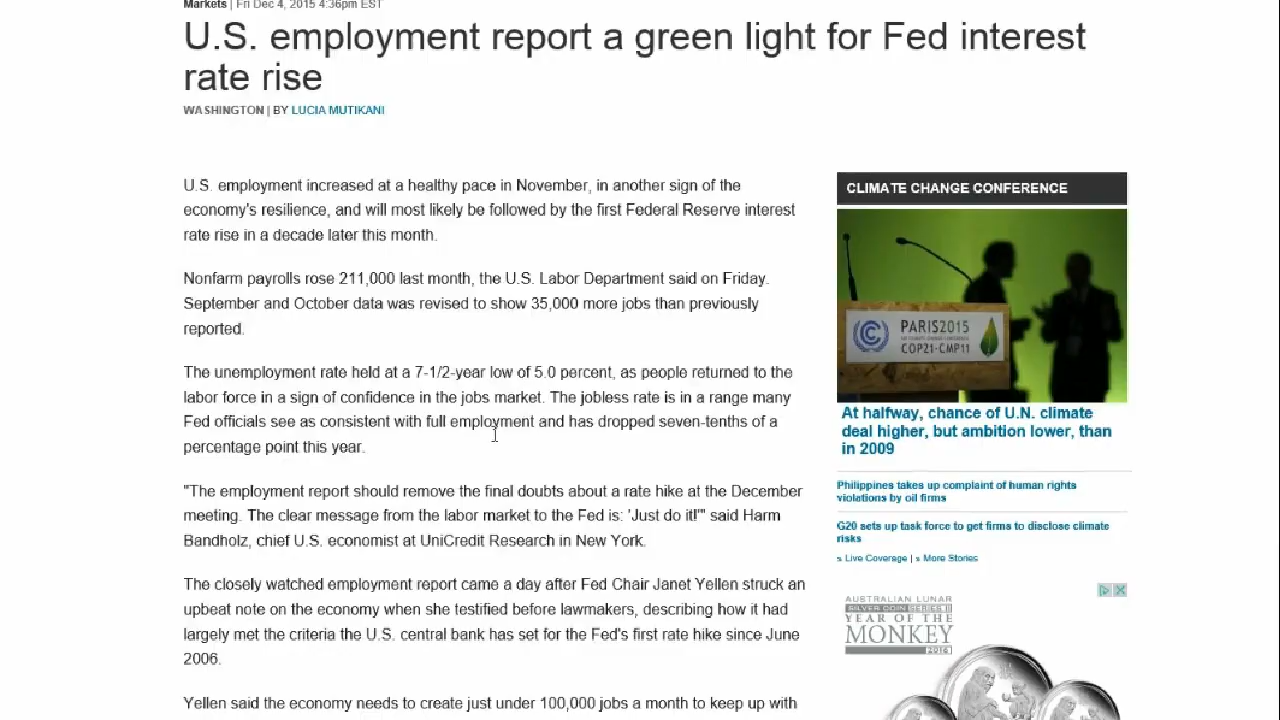 Markets | Fri Dec 4, 2015 4:36pm EST
U.S. employment report a green light for Fed interest
rate rise
WASHINGTON | BY LUCIA MUTIKANI
U.S. employment increased at a healthy pace in November, in another sign of the
economy's resilience, and will most likely be followed by the first Federal Reserve interest
rate rise in a decade later this month.
Nonfarm payrolls rose 211,000 last month, the U.S. Labor Department said on Friday.
September and October data was revised to show 35,000 more jobs than previously
reported.
The unemployment rate held at a 7-1/2-year low of 5.0 percent, as people returned to the
labor force in a sign of confidence in the jobs market. The jobless rate is in a range many
Fed officials see as consistent with full employment and has dropped seven-tenths of a
percentage point this year.
"The employment report should remove the final doubts about a rate hike at the December
meeting. The clear message from the labor market to the Fed is: 'Just do it!'" said Harm
Bandholz, chief U.S. economist at UniCredit Research in New York.
The closely watched employment report came a day after Fed Chair Janet Yellen struck an
upbeat note on the economy when she testified before lawmakers, describing how it had
largely met the criteria the U.S. central bank has set for the Fed's first rate hike since June
2006.
Yellen said the economy needs to create just under 100,000 jobs a month to keep up with
CLIMATE CHANGE CONFERENCE
PARIS2015
COP21-CMP11
At halfway, chance of U.N. climate
deal higher, but ambition lower, than
in 2009
Philippines takes up complaint of human rights
violations by oil firms
G20 sets up task force to get firms to disclose climate
risks
» Live Coverage | » More Stories
AUSTRALIAN LUNAR
SILVER COIN SERIES II
YEAR OF THE
MONKEY
2016